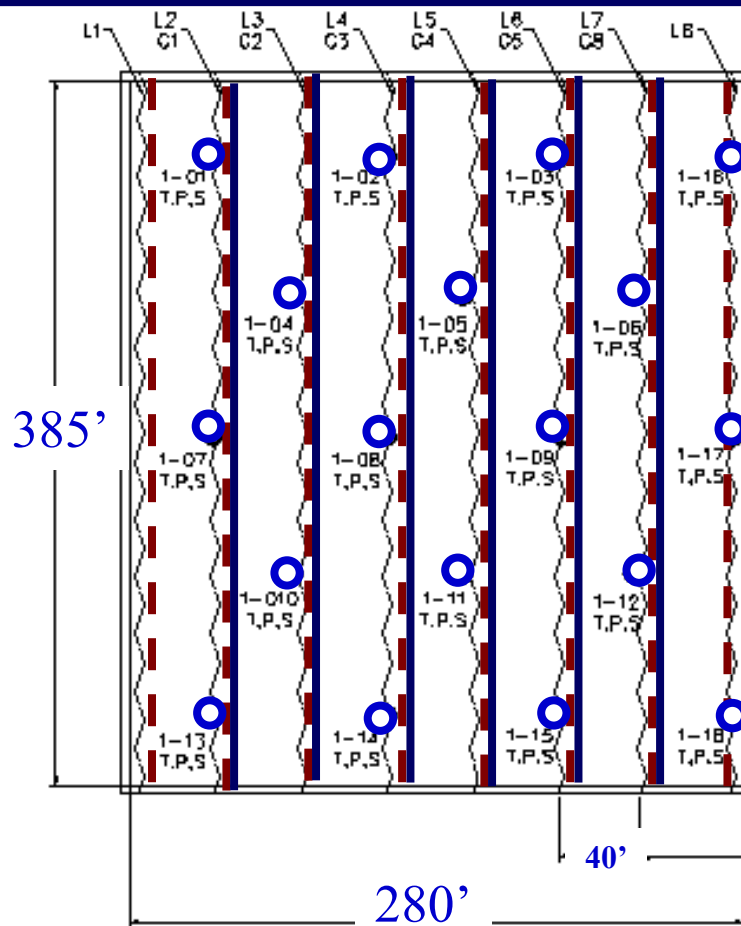 L1
L2
C1
L3
C2
L4
C3
L5
C4
L6
C5
L7
C6
L8
1-01
T.P.S
1-02
T.P.S
1-03
T.P.S
1-16
T.P.S
1-04
T.P.S
1-05
T.P.S
1-06
T.P.S
385’
1-07
T.P.S
1-08
T.P.S
1-09
T.P.S
1-17
T.P.S
1-010
T.P.S
1-11
T.P.S
1-12
T.P.S
1-13
T.P.S
1-14
T.P.S
1-15
T.P.S
1-18
T.P.S
40’
280’